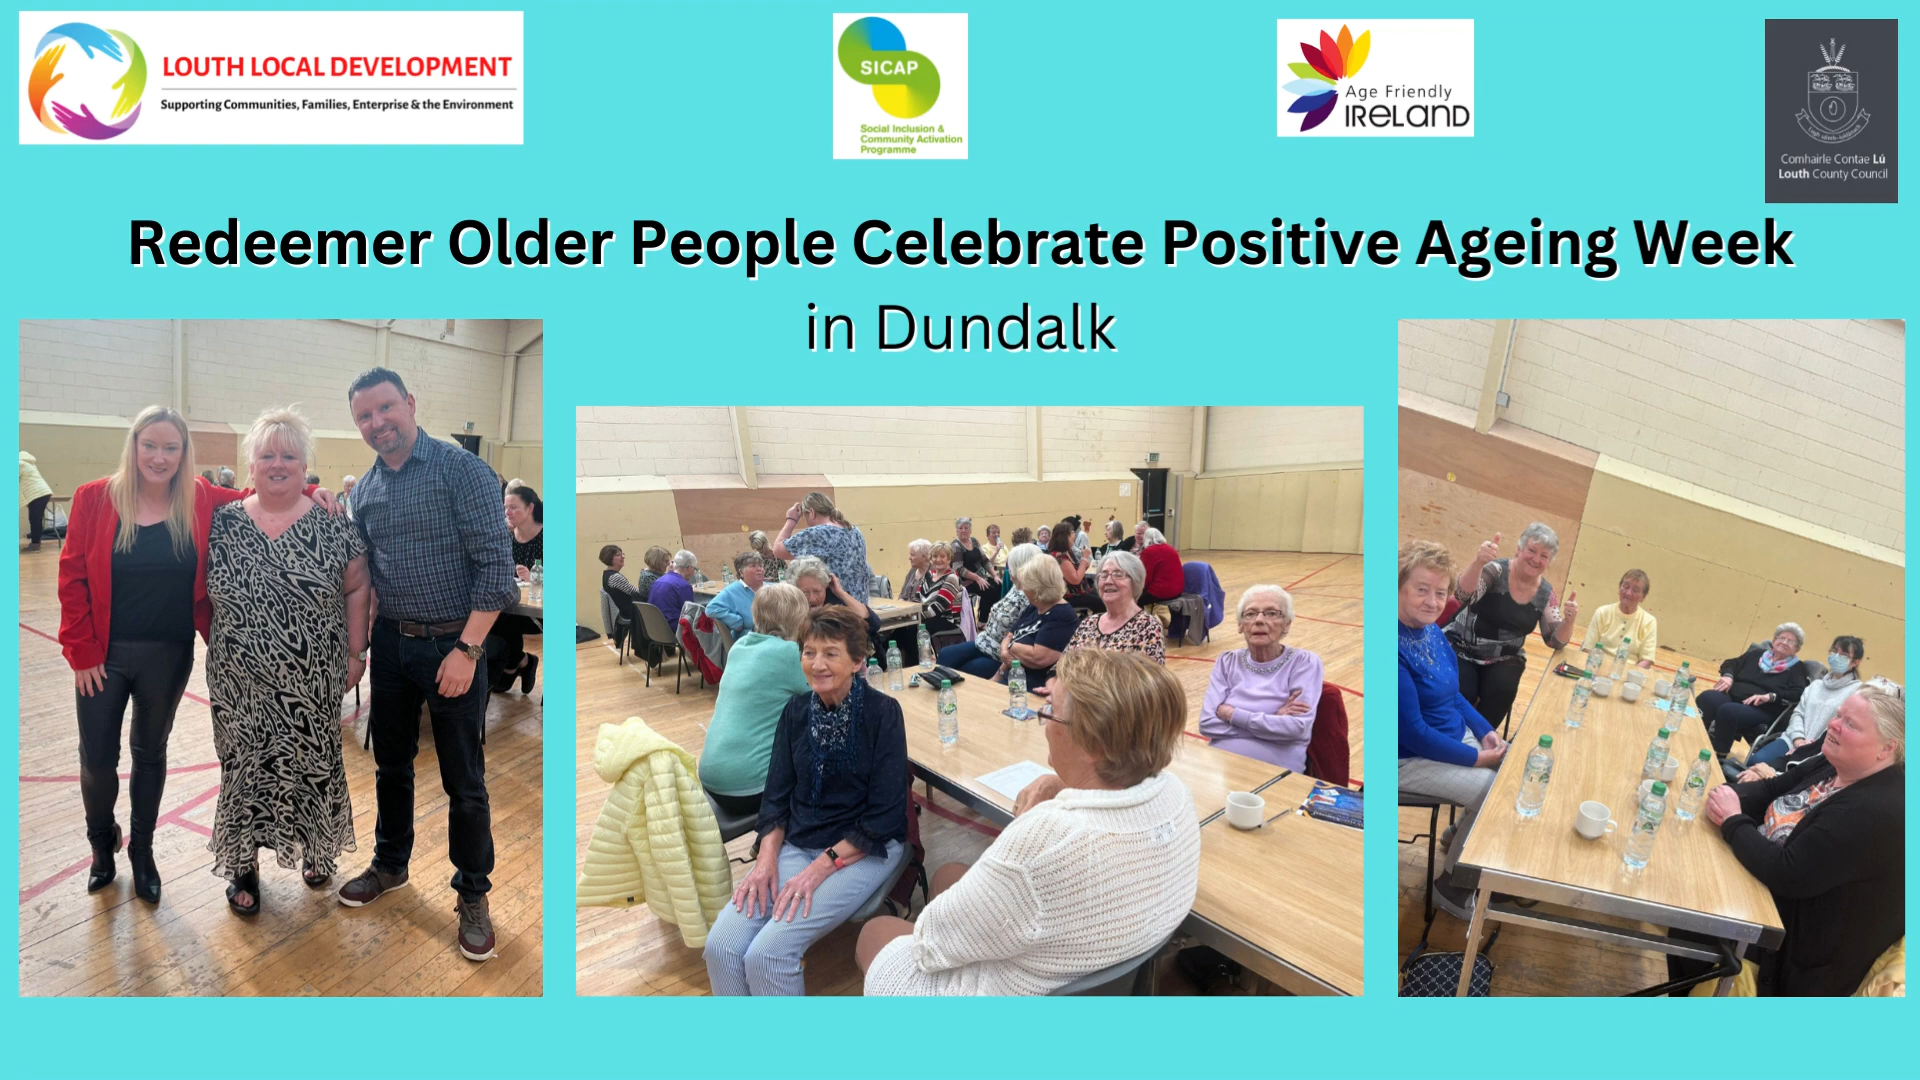 LOUTH LOCAL DEVELOPMENT
Supporting Communities, Families, Enterprise & the Environment
SICAP
Social Inclusion &
Community Activation
Programme
Age Friendly
IRELAND
Comhairle Contae Lú
Louth County Council
Redeemer Older People Celebrate Positive Ageing Week
in Dundalk